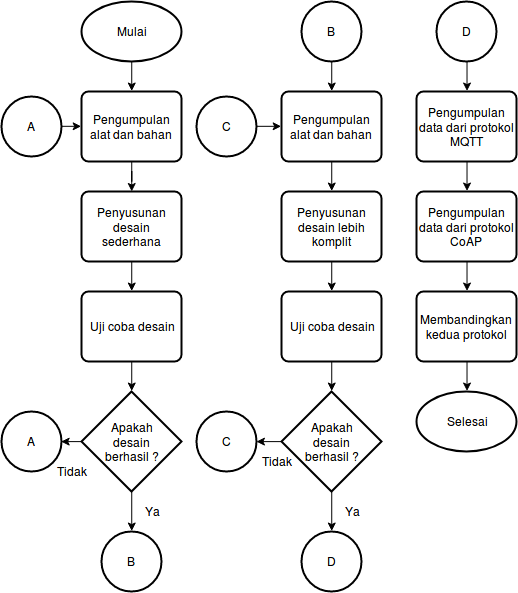 Mulai
A
Pengumpulan
alat dan bahan
Penyusunan
desain
sederhana
Uji coba desain
Apakah
desain
berhasil ?
A
Tidak
Ya
B
B
C
Pengumpulan
alat dan bahan
Penyusunan
desain lebih
komplit
Uji coba desain
Apakah
desain
berhasil ?
C
Tidak
Ya
D
D
Pengumpulan
data dari protokol
MQTT
Pengumpulan
data dari protokol
CoAP
Membandingkan
kedua protokol
Selesai